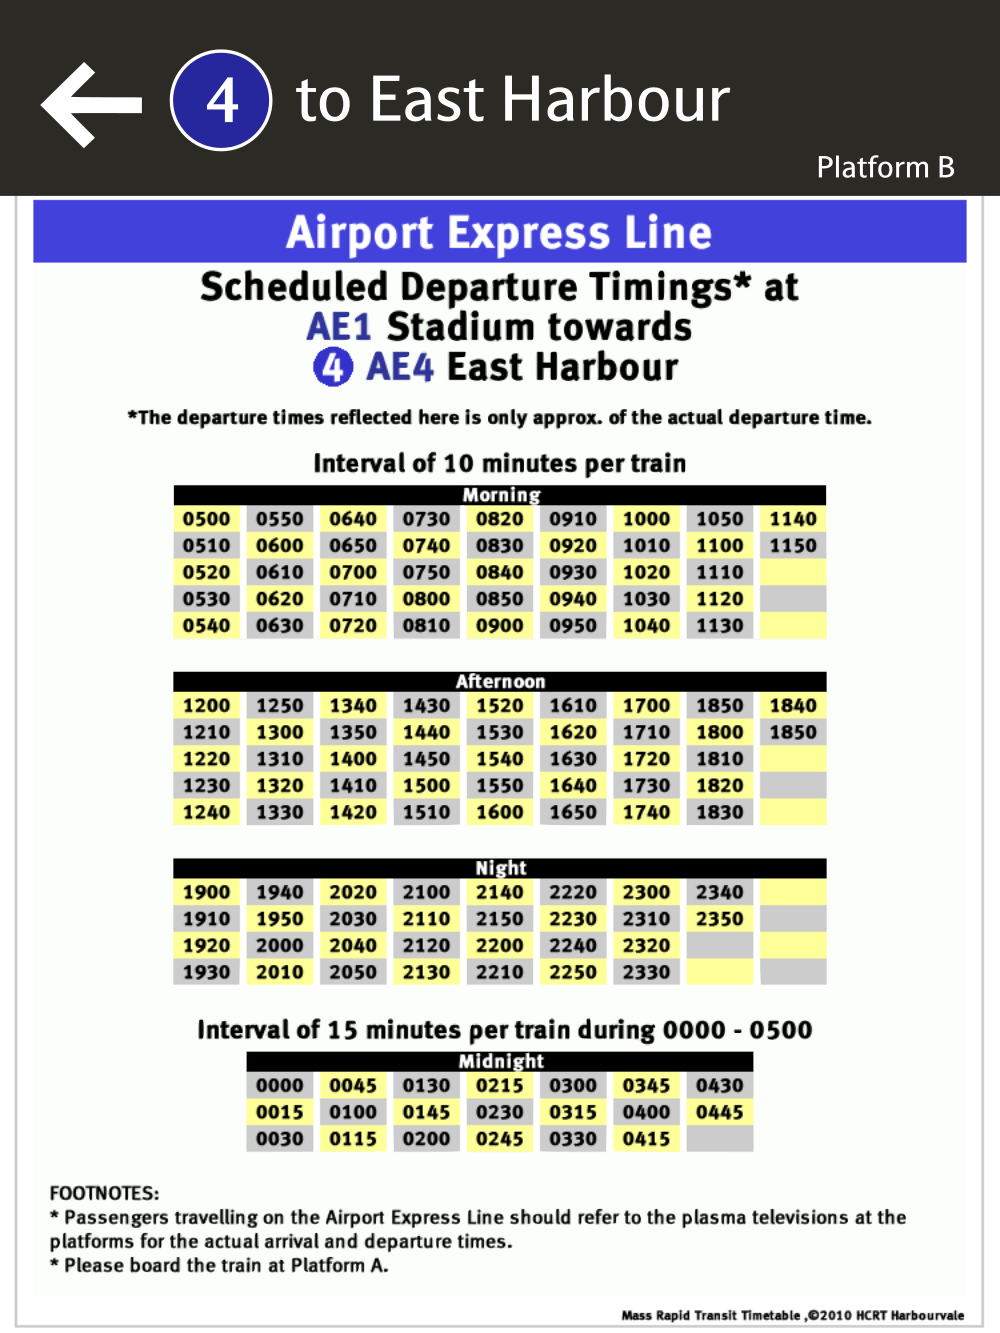 4 to East Harbour
Platform B
Airport Express Line
Scheduled Departure Timings* at
AE1 Stadium towards
4 AE4 East Harbour
*The departure times reflected here is only approx. of the actual departure time.
Interval of 10 minutes per train
Morning
0500 0550 0640 0730 0820 0910 1000 1050 1140
0510 0600 0650 0740 0830 0920 1010 1100 1150
0520 0610 0700 0750 0840 0930 1020 1110
0530 0620 0710 0800 0850 0940 1030 1120
0540 0630 0720 0810 0900 0950 1040 1130
Afternoon
1200 1250 1340 1430 1520 1610 1700 1850 1840
1210 1300 1350 1440 1530 1620 1710 1800 1850
1220 1310 1400 1450 1540 1630 1720 1810
1230 1320 1410 1500 1550 1640 1730 1820
1240 1330 1420 1510 1600 1650 1740 1830
Night
1900 1940 2020 2100 2140 2220 2300 2340
1910 1950 2030 2110 2150 2230 2310 2350
1920 2000 2040 2120 2200 2240 2320
1930 2010 2050 2130 2210 2250 2330
Interval of 15 minutes per train during 0000 - 0500
Midnight
0000 0045 0130 0215 0300 0345 0430
0015 0100 0145 0230 0315 0400 0445
0030 0115 0200 0245 0330 0415
FOOTNOTES:
* Passengers travelling on the Airport Express Line should refer to the plasma televisions at the
platforms for the actual arrival and departure times.
* Please board the train at Platform A.
Mass Rapid Transit Timetable ,©2010 HCRT Harbourvale